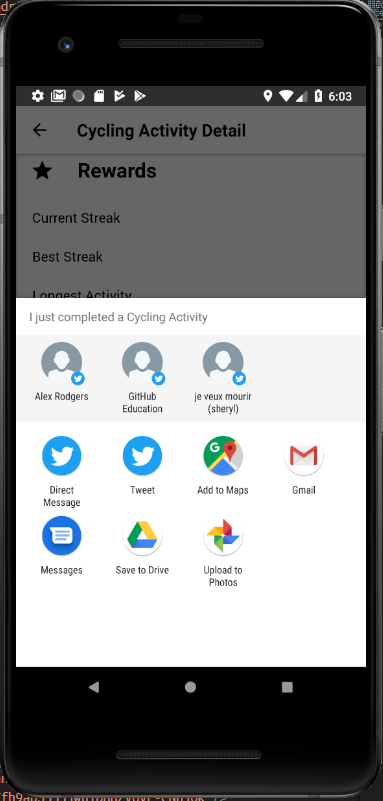 6:03
Cycling Activity Detail
Rewards
Current Streak
Best Streak
Longest Activity
I just completed a Cycling Activity
Alex Rodgers
GitHub
Education
je veux mourir
(sheryl)
Direct
Message
Tweet
Add to Maps
Gmail
Messages
Save to Drive
Upload to
Photos